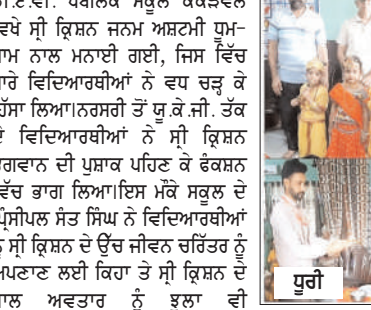 ਪਬਲਿਕ ਸਕੂਲ ਕਕੜਵਾਲ
ਵਖੇ ਸ੍ਰੀ ਕ੍ਰਿਸ਼ਨ ਜਨਮ ਅਸ਼ਟਮੀ ਧੂਮ-
ਧਾਮ ਨਾਲ ਮਨਾਈ ਗਈ, ਜਿਸ ਵਿੱਚ
ਸਾਰੇ ਵਿਦਿਆਰਥੀਆਂ ਨੇ ਵਧ ਚੜ੍ਹ ਕੇ
ਹਿੱਸਾ ਲਿਆ।ਨਰਸਰੀ ਤੋਂ ਯੂ.ਕੇ.ਜੀ. ਤੱਕ
ਦੇ ਵਿਦਿਆਰਥੀਆਂ ਨੇ ਸ੍ਰੀ ਕ੍ਰਿਸ਼ਨ
ਭਗਵਾਨ ਦੀ ਪੁਸ਼ਾਕ ਪਹਿਣ ਕੇ ਫੰਕਸ਼ਨ
ਵਿੱਚ ਭਾਗ ਲਿਆ।ਇਸ ਮੌਕੇ ਸਕੂਲ ਦੇ
ਪ੍ਰਿੰਸੀਪਲ ਸੰਤ ਸਿੰਘ ਨੇ ਵਿਦਿਆਰਥੀਆਂ
ਨੂੰ ਸ੍ਰੀ ਕ੍ਰਿਸ਼ਨ ਦੇ ਉੱਚ ਜੀਵਨ ਚਰਿੱਤਰ ਨੂੰ
ਅਪਣਾਣ ਲਈ ਕਿਹਾ ਤੇ ਸ੍ਰੀ ਕ੍ਰਿਸ਼ਨ ਦੇ
ਬਾਲ ਅਵਤਾਰ ਨੂੰ ਝੁਲਾ ਵੀ
ਧੂਰੀ